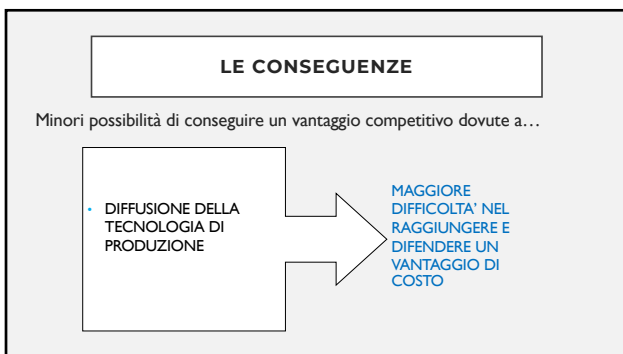 LE CONSEGUENZE
Minori possibilità di conseguire un vantaggio competitivo dovute a…
• DIFFUSIONE DELLA
TECNOLOGIA DI
PRODUZIONE
MAGGIORE
DIFFICOLTA’ NEL
RAGGIUNGERE E
DIFENDERE UN
VANTAGGIO DI
COSTO